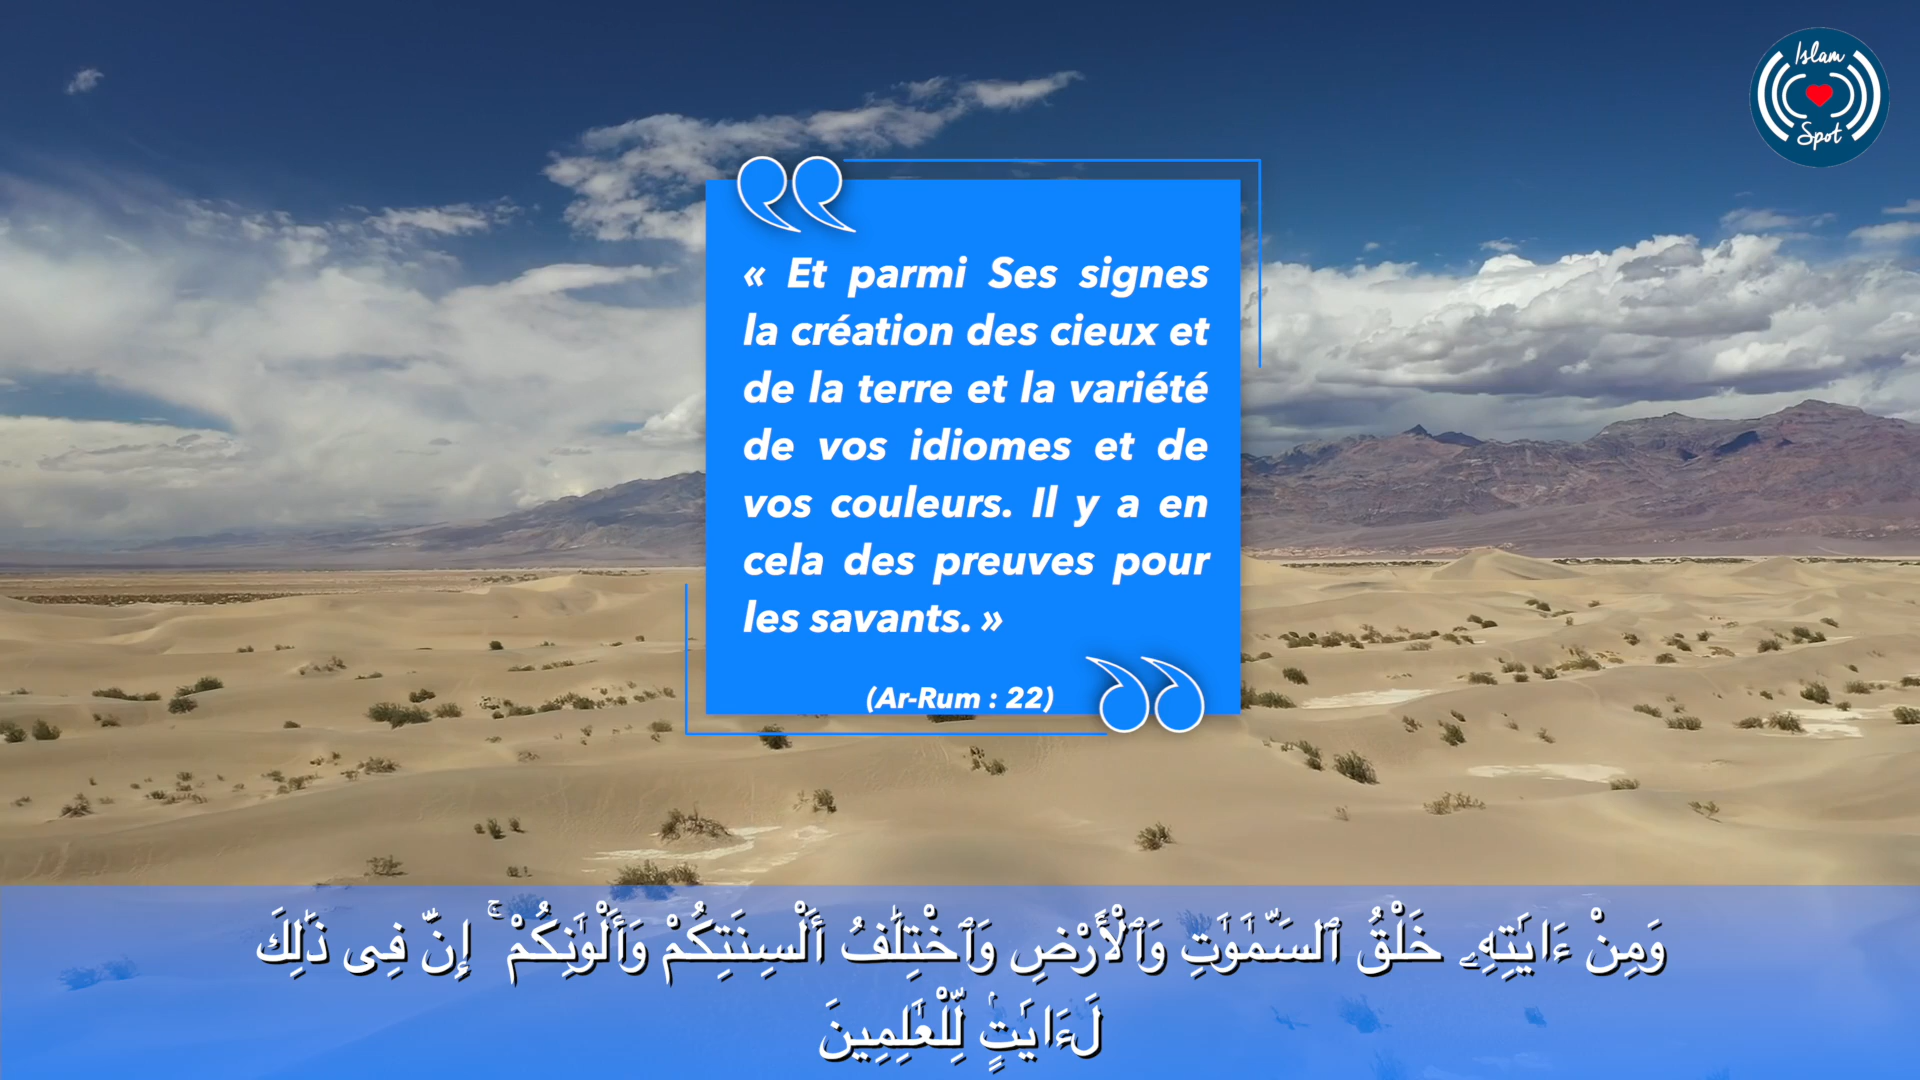 Islam
Spot
« Et parmi Ses signes
la création des cieux et
de la terre et la variété
de vos idiomes et de
vos couleurs. Il y a en
cela des preuves pour
les savants. »
(Ar-Rum : 22)
وَمِنْ ءَايَـٰتِهِۦ خَلْقُ ٱلسَّمَـٰوَٰتِ وَٱلْأَرْضِ وَٱخْتِلَـٰفُ أَلْسِنَتِكُمْ وَأَلْوَٰنِكُمْ ۚ إِنَّ فِى ذَٰلِكَ
لَـَٔايَـٰتٍ لِّلْعَـٰلِمِينَ